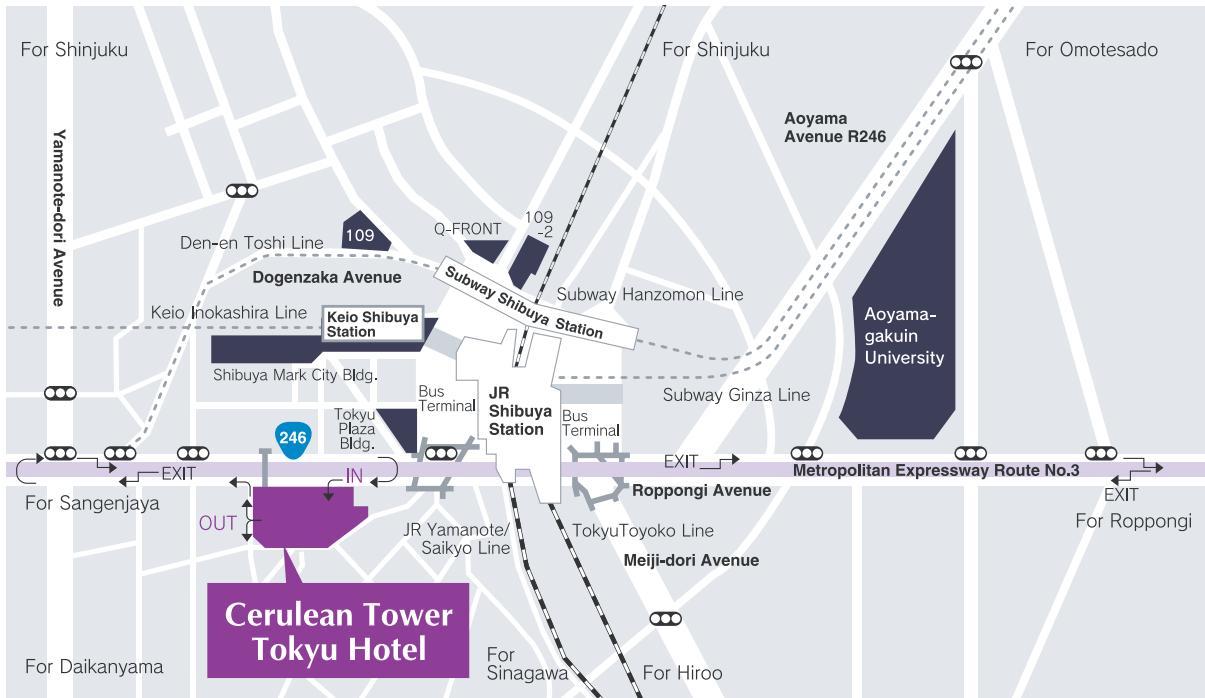 For Shinjuku
For Shinjuku
For Omotesado
Yamanote-dori Avenue
Aoyama
Avenue R246
109
Q-FRONT
109
-2
Den-en Toshi Line
Dogenzaka Avenue
Subway Shibuya Station
Subway Hanzomon Line
Keio Inokashira Line
Keio Shibuya
Station
Aoyama-
gakuin
University
Shibuya Mark City Bldg.
Bus
Terminal
JR
Shibuya
Station
Subway Ginza Line
Tokyu
Plaza
Bldg.
Bus
Terminal
246
EXIT
IN
EXIT
Metropolitan Expressway Route No.3
EXIT
For Sangenjaya
OUT
Roppongi Avenue
For Roppongi
JR Yamanote/
Saikyo Line
TokyuToyoko Line
Meiji-dori Avenue
Cerulean Tower
Tokyu Hotel
For Daikanyama
For
Sinagawa
For Hiroo